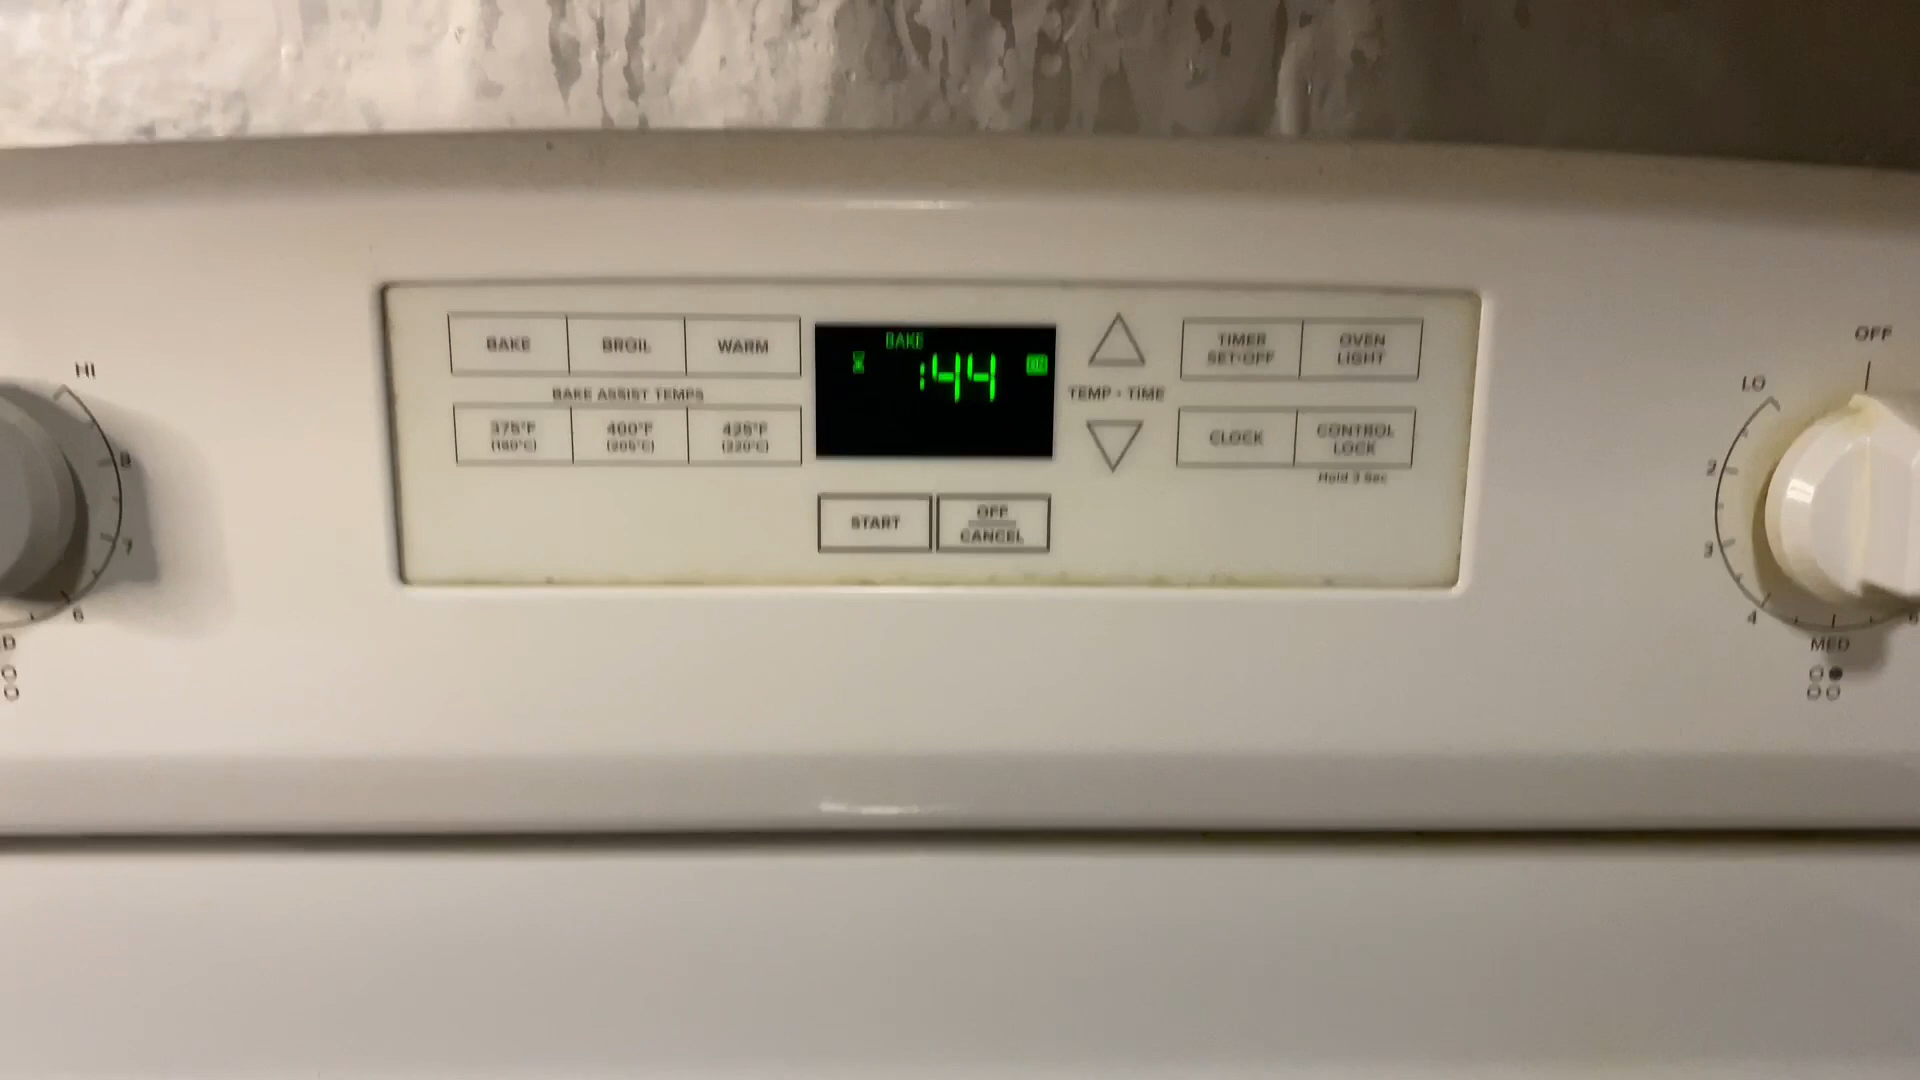 HI
8
7
6
BAKE
BROIL
WARM
BAKE ASSIST TEMPS
375°F
(190°C)
400°F
(205°C)
425°F
(220°C)
BAKE
:44
ON
START
OFF
CANCEL
TEMP · TIME
TIMER
SET·OFF
OVEN
LIGHT
CLOCK
CONTROL
LOCK
Hold 3 Sec
OFF
LO
2
3
4
MED